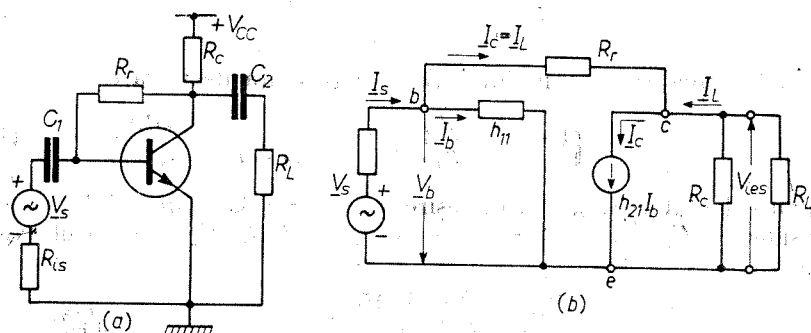 +V_CC
R_c
R_r
C_1
C_2
+
V_s
-
R_is
R_L
(a)
I_c=I_L
R_r
I_s
b
I_b
h_11
I_L
c
I_c
V_s
+
-
V_b
h_21 I_b
R_c
V_ies
R_L
e
(b)